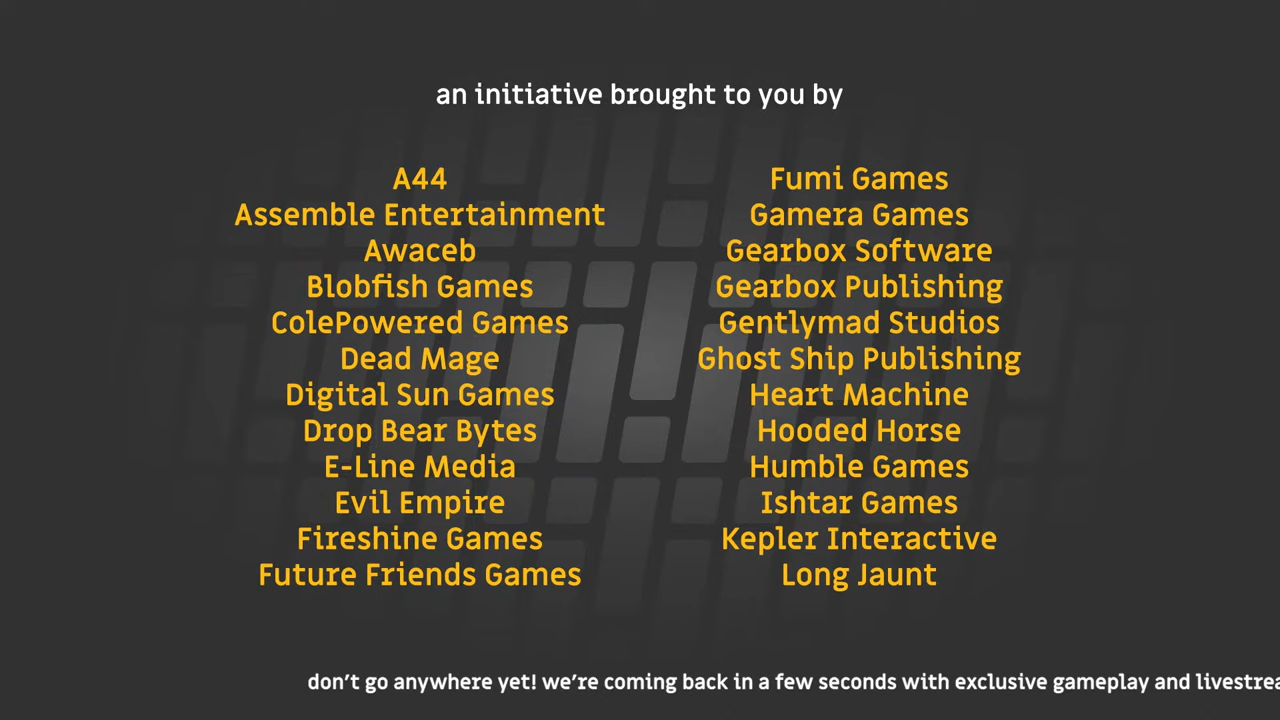 an initiative brought to you by
A44
Assemble Entertainment
Awaceb
Blobfish Games
ColePowered Games
Dead Mage
Digital Sun Games
Drop Bear Bytes
E-Line Media
Evil Empire
Fireshine Games
Future Friends Games
Fumi Games
Gamera Games
Gearbox Software
Gearbox Publishing
Gentlymad Studios
Ghost Ship Publishing
Heart Machine
Hooded Horse
Humble Games
Ishtar Games
Kepler Interactive
Long Jaunt
don't go anywhere yet! we're coming back in a few seconds with exclusive gameplay and